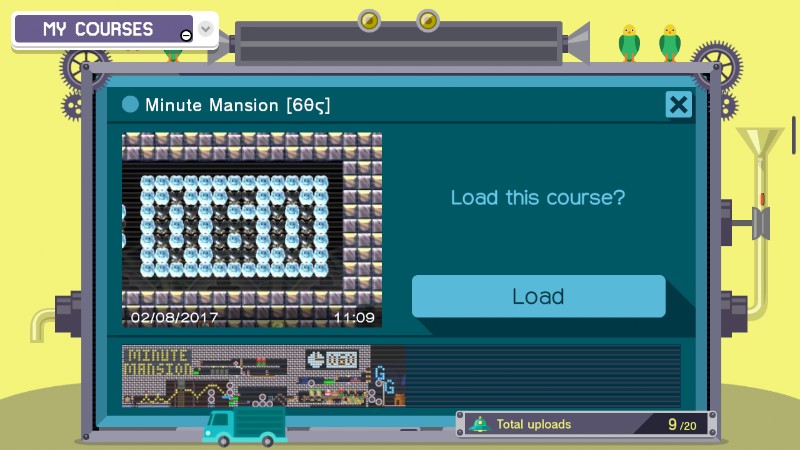 MY COURSES
Minute Mansion [6θς]
Load this course?
Load
02/08/2017 11:09
MINUTE
MANSION
060
GG
Total uploads 9/20